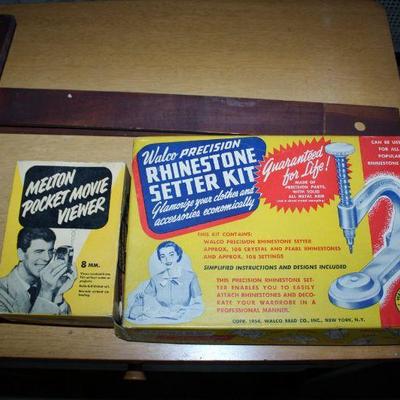 MELTON
POCKET MOVIE
VIEWER
8 MM.
Walco PRECISION
RHINESTONE
SETTER KIT
Glamorize your clothes and
accessories economically
Guaranteed
for Life!
MADE OF
PRECISION PARTS,
WITH SOLID
ALL METAL ROD
CAN BE USED
FOR ALL
POPULAR
RHINESTONE
THIS KIT CONTAINS:
WALCO PRECISION RHINESTONE SETTER
APPROX. 108 CRYSTAL AND PEARL RHINESTONES
AND APPROX. 108 SETTINGS
SIMPLIFIED INSTRUCTIONS AND DESIGNS INCLUDED
THIS PRECISION RHINESTONE SET-
TER ENABLES YOU TO EASILY
ATTACH RHINESTONES AND DECO-
RATE YOUR WARDROBE IN A
PROFESSIONAL MANNER.
COPR. 1954, WALCO BEAD CO., INC., NEW YORK, N.Y.